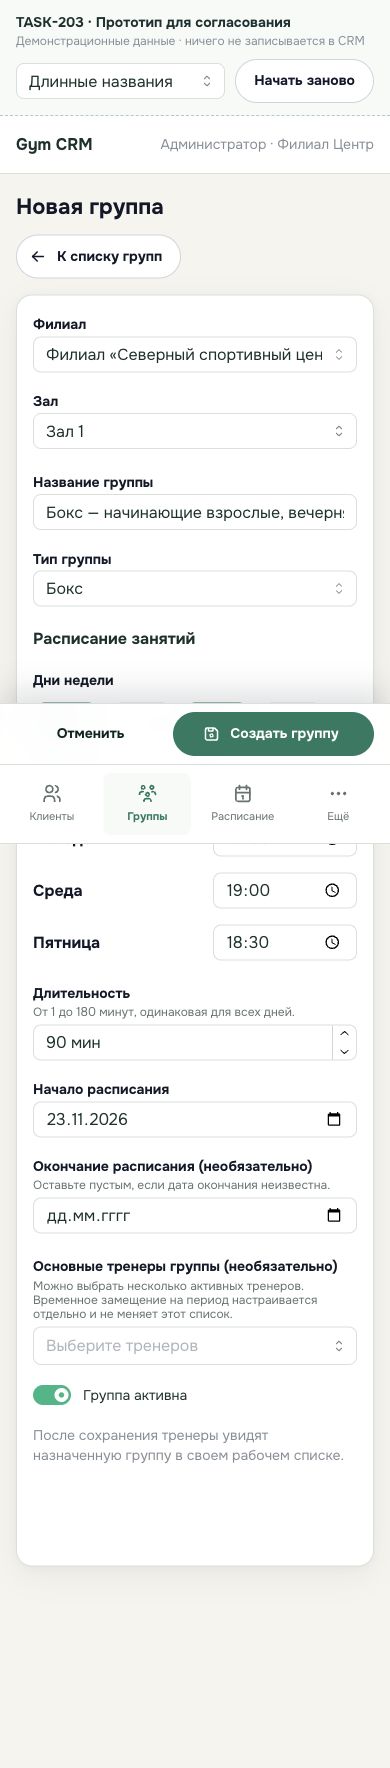 TASK-203 · Прототип для согласования
Демонстрационные данные · ничего не записывается в CRM
Длинные названия
Начать заново
Gym CRM
Администратор · Филиал Центр
Новая группа
К списку групп
Филиал
Филиал «Северный спортивный цен
Зал
Зал 1
Название группы
Бокс — начинающие взрослые, вечерн
Тип группы
Бокс
Расписание занятий
Дни недели
Отменить
Создать группу
Клиенты
Группы
Расписание
Ещё
Среда
19:00
Пятница
18:30
Длительность
От 1 до 180 минут, одинаковая для всех дней.
90 мин
Начало расписания
23.11.2026
Окончание расписания (необязательно)
Оставьте пустым, если дата окончания неизвестна.
дд.мм.гггг
Основные тренеры группы (необязательно)
Можно выбрать несколько активных тренеров.
Временное замещение на период настраивается
отдельно и не меняет этот список.
Выберите тренеров
Группа активна
После сохранения тренеры увидят
назначенную группу в своем рабочем списке.